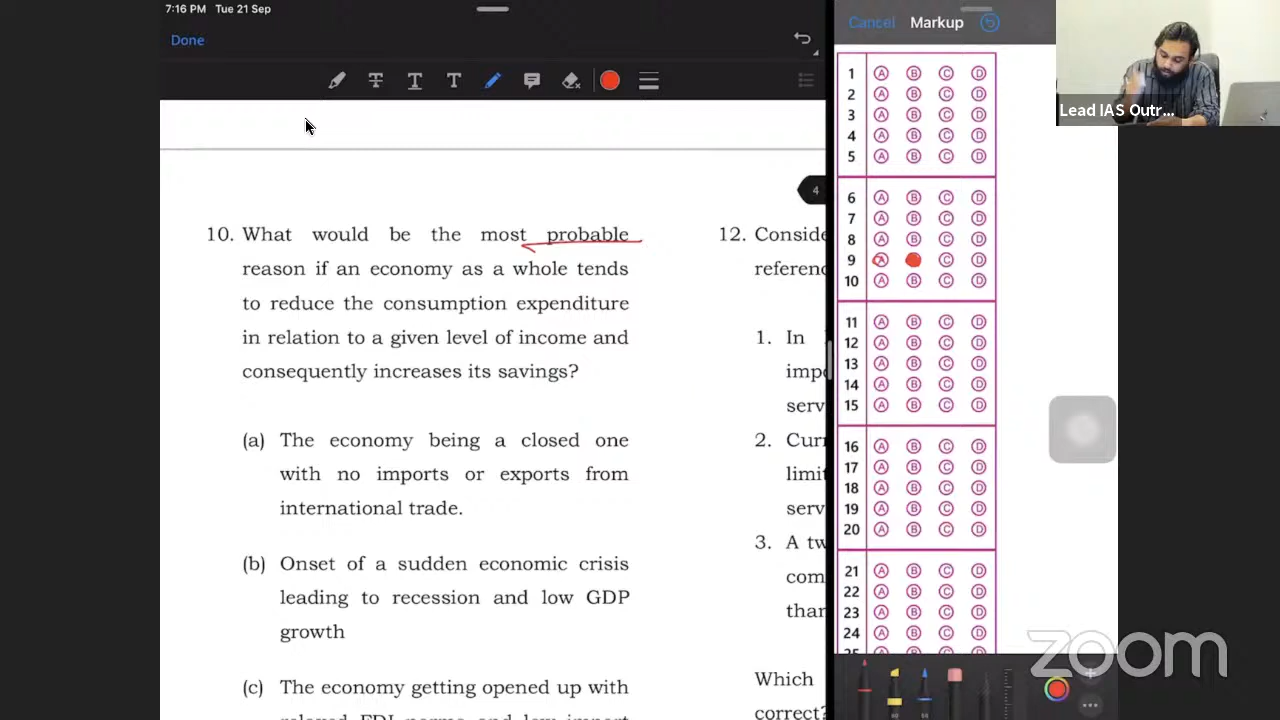 7:16 PM Tue 21 Sep
Done
Cancel Markup
Lead IAS Outr...
4
10. What would be the most probable
reason if an economy as a whole tends
to reduce the consumption expenditure
in relation to a given level of income and
consequently increases its savings?
(a) The economy being a closed one
with no imports or exports from
international trade.
(b) Onset of a sudden economic crisis
leading to recession and low GDP
growth
(c) The economy getting opened up with
12. Conside
referenc
1. In
impo
serv
2. Curr
limit
serv
3. A tw
com
than
Which
correct?
1 A B C D
2 A B C D
3 A B C D
4 A B C D
5 A B C D
6 A B C D
7 A B C D
8 A B C D
9 A C D
10 A B C D
11 A B C D
12 A B C D
13 A B C D
14 A B C D
15 A B C D
16 A B C D
17 A B C D
18 A B C D
19 A B C D
20 A B C D
21 A B C D
22 A B C D
23 A B C D
24 A B C D
zoom